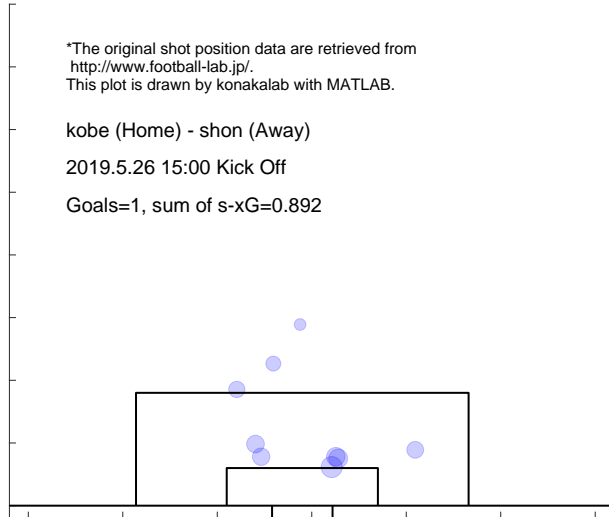 *The original shot position data are retrieved from
http://www.football-lab.jp/.
This plot is drawn by konakalab with MATLAB.
kobe (Home) - shon (Away)
2019.5.26 15:00 Kick Off
Goals=1, sum of s-xG=0.892